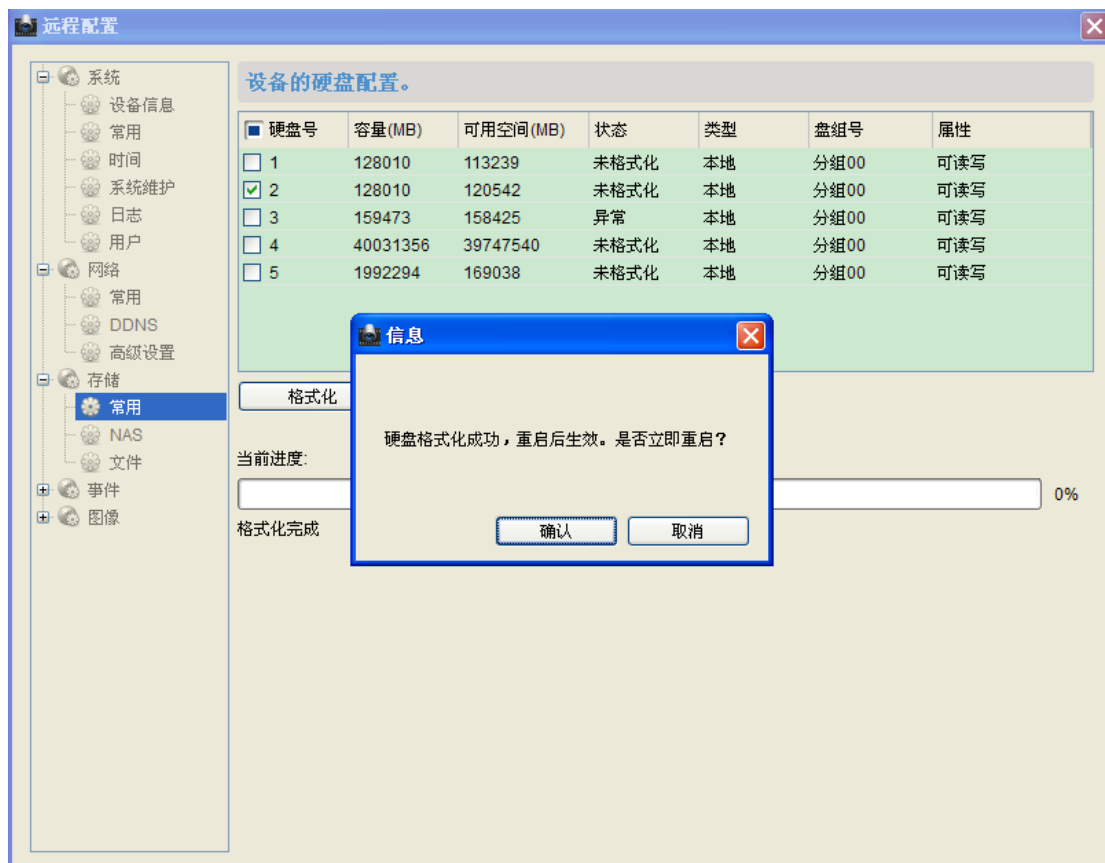 远程配置
系统
设备信息
常用
时间
系统维护
日志
用户
网络
常用
DDNS
高级设置
存储
常用
NAS
文件
事件
图像
设备的硬盘配置。
硬盘号 容量(MB) 可用空间(MB) 状态 类型 盘组号 属性
1 128010 113239 未格式化 本地 分组00 可读写
2 128010 120542 未格式化 本地 分组00 可读写
3 159473 158425 异常 本地 分组00 可读写
4 40031356 39747540 未格式化 本地 分组00 可读写
5 1992294 169038 未格式化 本地 分组00 可读写
格式化
当前进度:
0%
格式化完成
信息
硬盘格式化成功，重启后生效。是否立即重启？
确认 取消